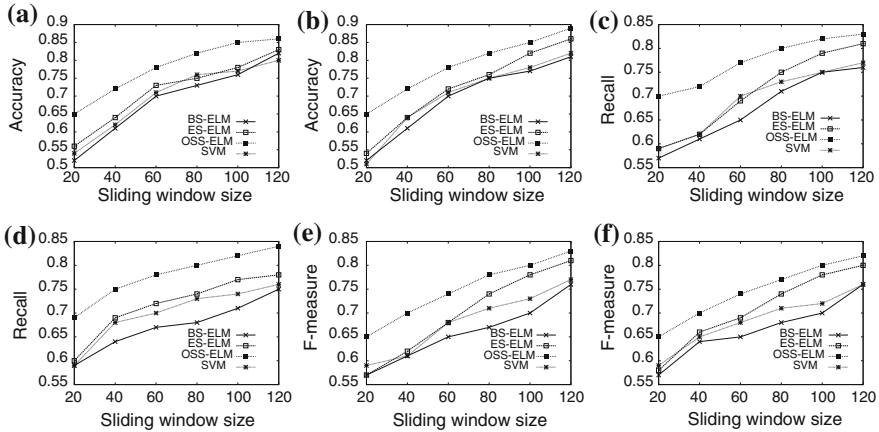 (a)
0.9
0.85
0.8
0.75
0.7
0.65
0.6
0.55
0.5
Accuracy
BS-ELM
ES-ELM
OSS-ELM
SVM
20 40 60 80 100 120
Sliding window size
(b)
0.9
0.85
0.8
0.75
0.7
0.65
0.6
0.55
0.5
Accuracy
BS-ELM
ES-ELM
OSS-ELM
SVM
20 40 60 80 100 120
Sliding window size
(c)
0.85
0.8
0.75
0.7
0.65
0.6
0.55
Recall
BS-ELM
ES-ELM
OSS-ELM
SVM
20 40 60 80 100 120
Sliding window size
(d)
0.85
0.8
0.75
0.7
0.65
0.6
0.55
Recall
BS-ELM
ES-ELM
OSS-ELM
SVM
20 40 60 80 100 120
Sliding window size
(e)
0.85
0.8
0.75
0.7
0.65
0.6
0.55
F-measure
BS-ELM
ES-ELM
OSS-ELM
SVM
20 40 60 80 100 120
Sliding window size
(f)
0.85
0.8
0.75
0.7
0.65
0.6
0.55
F-measure
BS-ELM
ES-ELM
OSS-ELM
SVM
20 40 60 80 100 120
Sliding window size